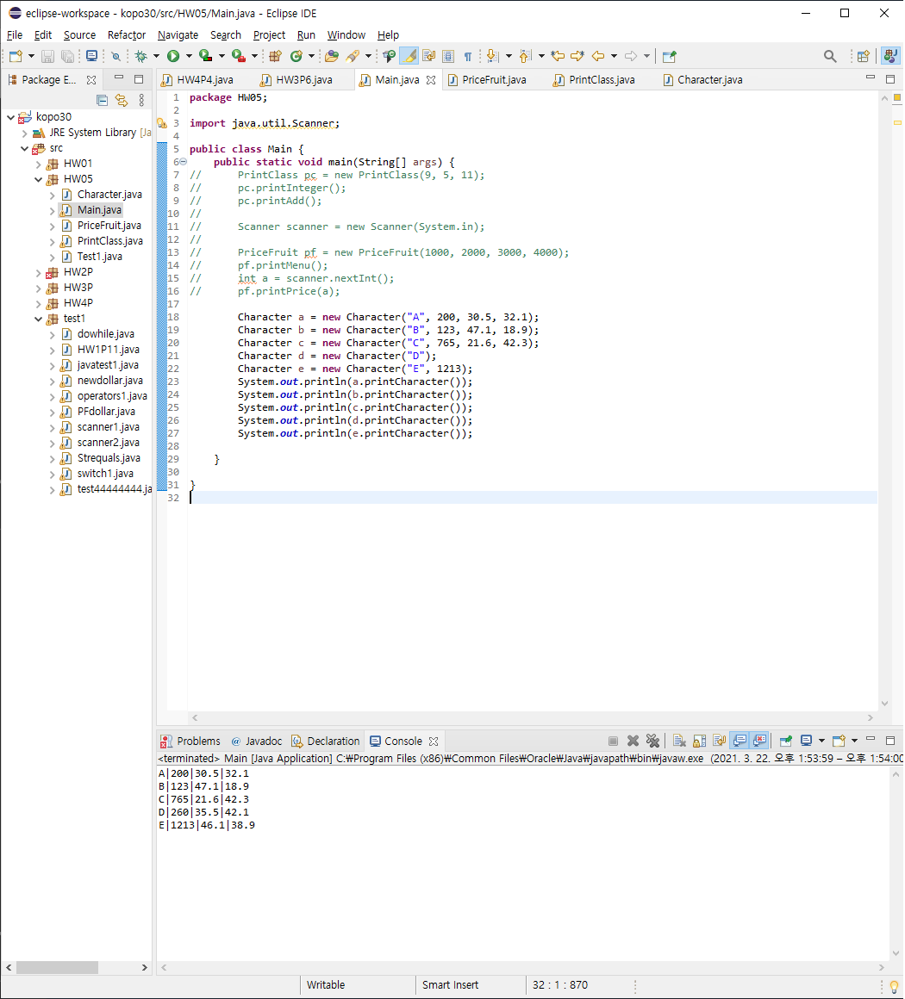 eclipse-workspace - kopo30/src/HW05/Main.java - Eclipse IDE
File Edit Source Refactor Navigate Search Project Run Window Help
Package E...
HW4P4.java HW3P6.java Main.java PriceFruit.java PrintClass.java Character.java
kopo30
JRE System Library [Ja
src
HW01
HW05
Character.java
Main.java
PriceFruit.java
PrintClass.java
Test1.java
HW2P
HW3P
HW4P
test1
dowhile.java
HW1P11.java
javatest1.java
newdollar.java
operators1.java
PFdollar.java
scanner1.java
scanner2.java
Strequals.java
switch1.java
test44444444.ja
1 package HW05;
2
3 import java.util.Scanner;
4
5 public class Main {
6 public static void main(String[] args) {
7 // PrintClass pc = new PrintClass(9, 5, 11);
8 // pc.printInteger();
9 // pc.printAdd();
10 //
11 // Scanner scanner = new Scanner(System.in);
12 //
13 // PriceFruit pf = new PriceFruit(1000, 2000, 3000, 4000);
14 // pf.printMenu();
15 // int a = scanner.nextInt();
16 // pf.printPrice(a);
17
18 Character a = new Character("A", 200, 30.5, 32.1);
19 Character b = new Character("B", 123, 47.1, 18.9);
20 Character c = new Character("C", 765, 21.6, 42.3);
21 Character d = new Character("D");
22 Character e = new Character("E", 1213);
23 System.out.println(a.printCharacter());
24 System.out.println(b.printCharacter());
25 System.out.println(c.printCharacter());
26 System.out.println(d.printCharacter());
27 System.out.println(e.printCharacter());
28
29 }
30
31 }
32
Problems Javadoc Declaration Console
<terminated> Main [Java Application] C:₩Program Files (x86)₩Common Files₩Oracle₩Java₩javapath₩bin₩javaw.exe (2021. 3. 22. 오후 1:53:59 – 오후 1:54:00
A|200|30.5|32.1
B|123|47.1|18.9
C|765|21.6|42.3
D|260|35.5|42.1
E|1213|46.1|38.9
Writable Smart Insert 32 : 1 : 870